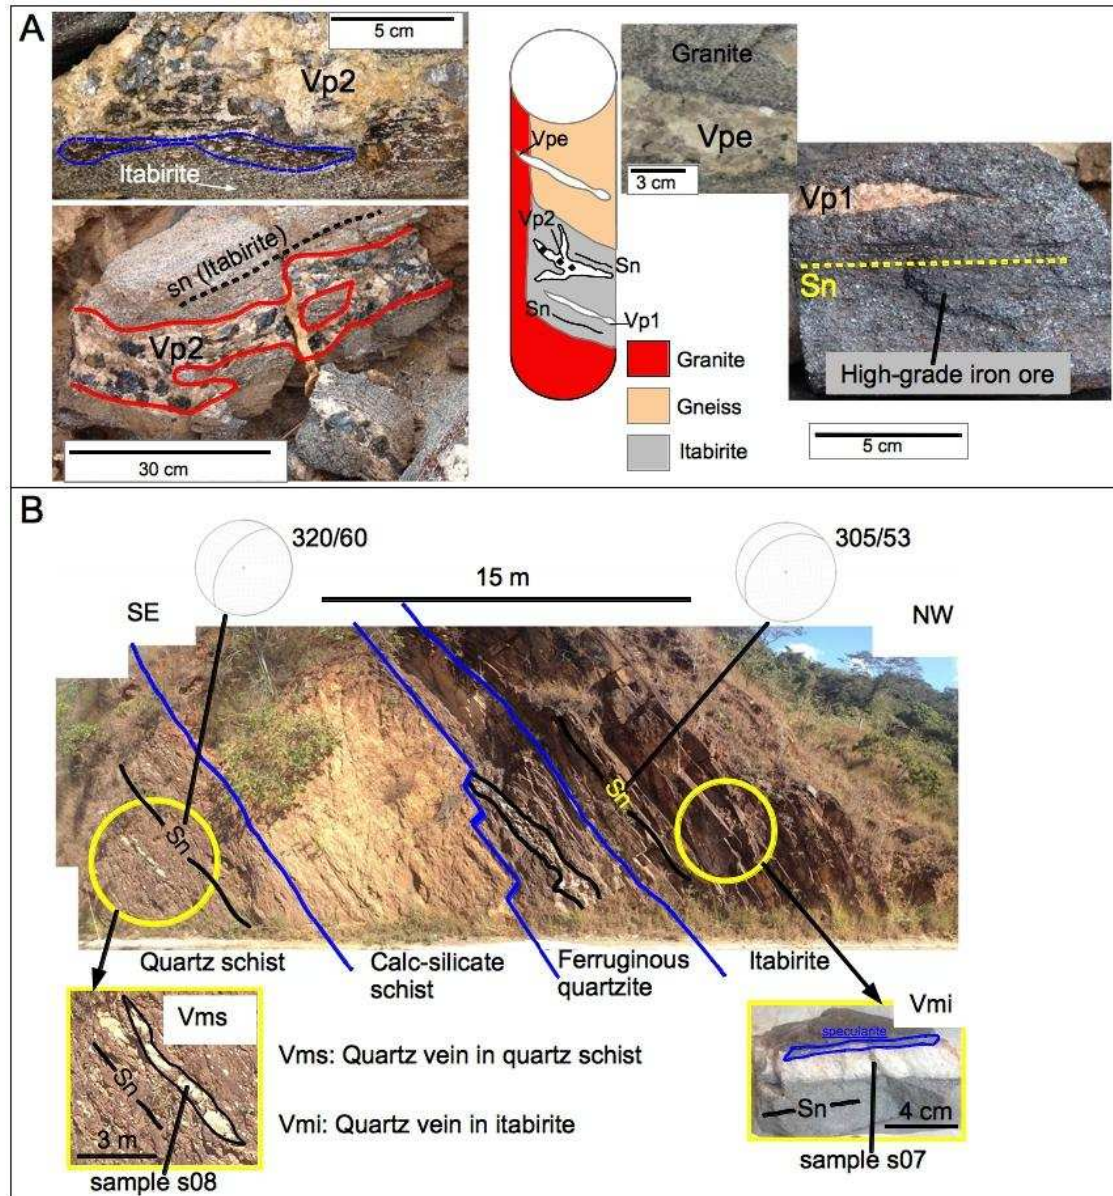 A
5 cm
Vp2
Itabirite
sn (Itabirite)
Vp2
30 cm
Vpe
Vp2
Sn
Sn
Vp1
Granite
Gneiss
Itabirite
Granite
Vpe
3 cm
Vp1
Sn
High-grade iron ore
5 cm
B
320/60
305/53
15 m
SE
NW
Sn
Sn
Quartz schist
Calc-silicate
schist
Ferruginous
quartzite
Itabirite
Vms
Sn
3 m
sample s08
Vms: Quartz vein in quartz schist
Vmi: Quartz vein in itabirite
Vmi
specularite
Sn
4 cm
sample s07